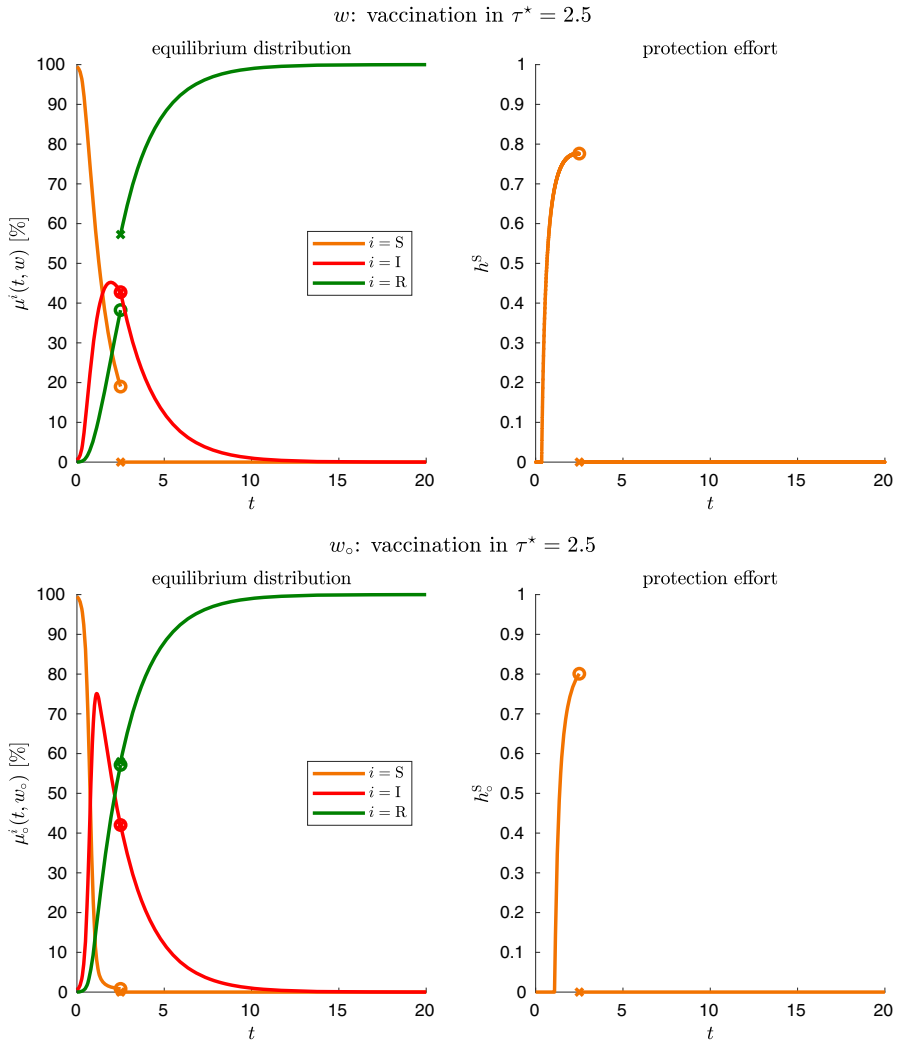 w: vaccination in τ⋆ = 2.5
equilibrium distribution
100
90
80
70
60
50
40
30
20
10
0
μⁱ(t, w) [%]
i = S
i = I
i = R
0 5 10 15 20
t
protection effort
1
0.9
0.8
0.7
0.6
0.5
0.4
0.3
0.2
0.1
0
hˢ
0 5 10 15 20
t
w∘: vaccination in τ⋆ = 2.5
equilibrium distribution
100
90
80
70
60
50
40
30
20
10
0
μ∘ⁱ(t, w∘) [%]
i = S
i = I
i = R
0 5 10 15 20
t
protection effort
1
0.9
0.8
0.7
0.6
0.5
0.4
0.3
0.2
0.1
0
h∘ˢ
0 5 10 15 20
t